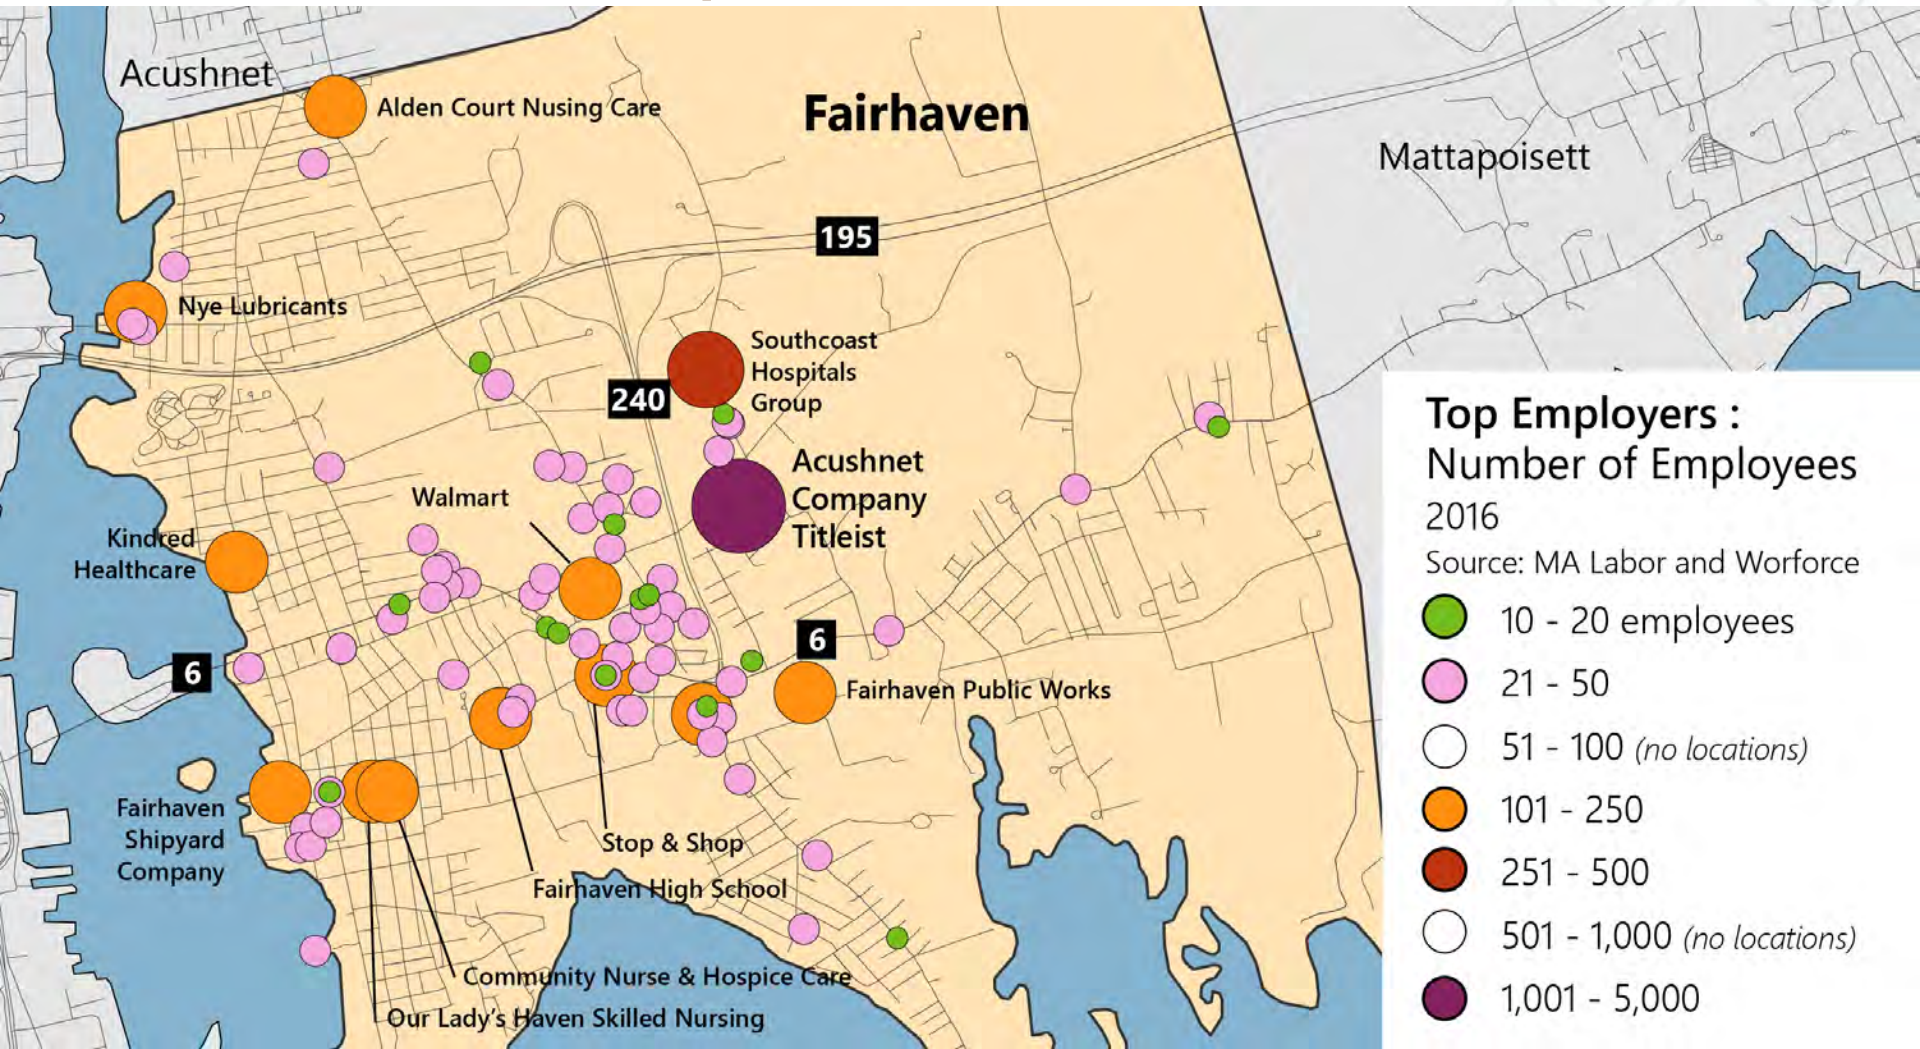 Acushnet
Alden Court Nusing Care
Fairhaven
Mattapoisett
195
Nye Lubricants
Southcoast
Hospitals
Group
240
Acushnet
Company
Titleist
Walmart
Kindred
Healthcare
6
6
Fairhaven Public Works
Fairhaven
Shipyard
Company
Stop & Shop
Fairhaven High School
Community Nurse & Hospice Care
Our Lady's Haven Skilled Nursing
Top Employers :
Number of Employees
2016
Source: MA Labor and Worforce
10 - 20 employees
21 - 50
51 - 100 (no locations)
101 - 250
251 - 500
501 - 1,000 (no locations)
1,001 - 5,000